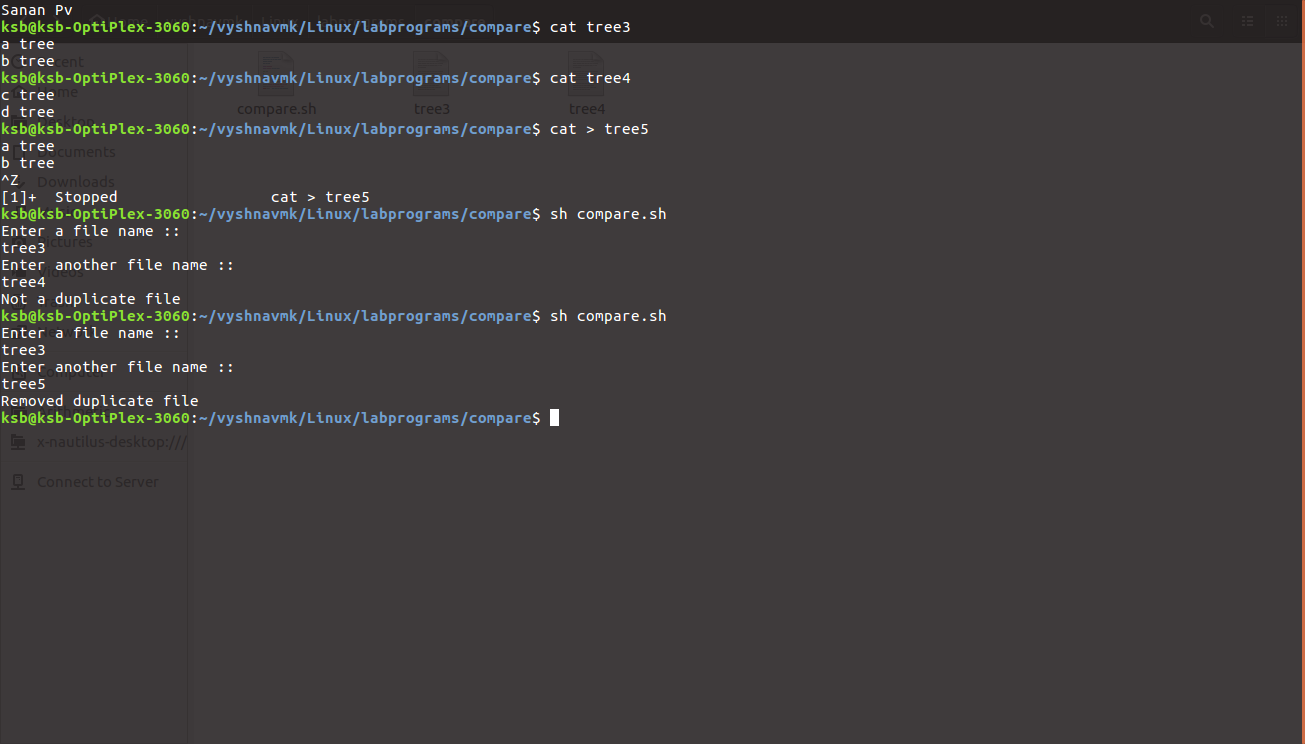 Sanan Pv
ksb@ksb-OptiPlex-3060:~/vyshnavmk/Linux/labprograms/compare$ cat tree3
a tree
b tree
ksb@ksb-OptiPlex-3060:~/vyshnavmk/Linux/labprograms/compare$ cat tree4
c tree
d tree
ksb@ksb-OptiPlex-3060:~/vyshnavmk/Linux/labprograms/compare$ cat > tree5
a tree
b tree
^Z
[1]+  Stopped                 cat > tree5
ksb@ksb-OptiPlex-3060:~/vyshnavmk/Linux/labprograms/compare$ sh compare.sh
Enter a file name ::
tree3
Enter another file name ::
tree4
Not a duplicate file
ksb@ksb-OptiPlex-3060:~/vyshnavmk/Linux/labprograms/compare$ sh compare.sh
Enter a file name ::
tree3
Enter another file name ::
tree5
Removed duplicate file
ksb@ksb-OptiPlex-3060:~/vyshnavmk/Linux/labprograms/compare$
compare.sh
tree3
tree4
Documents
Downloads
Pictures
x-nautilus-desktop:///
Connect to Server